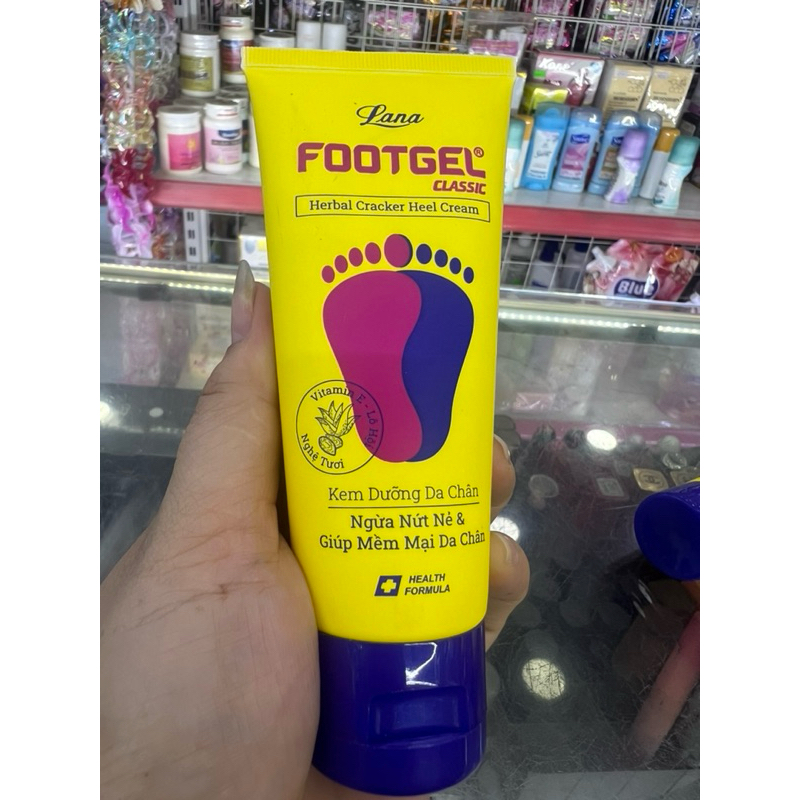 Lana
FOOTGEL®
CLASSIC
Herbal Cracker Heel Cream
Vitamin E - Lô Hội
Nghệ Tươi
Kem Dưỡng Da Chân
Ngừa Nứt Nẻ &
Giúp Mềm Mại Da Chân
HEALTH
FORMULA
Blue